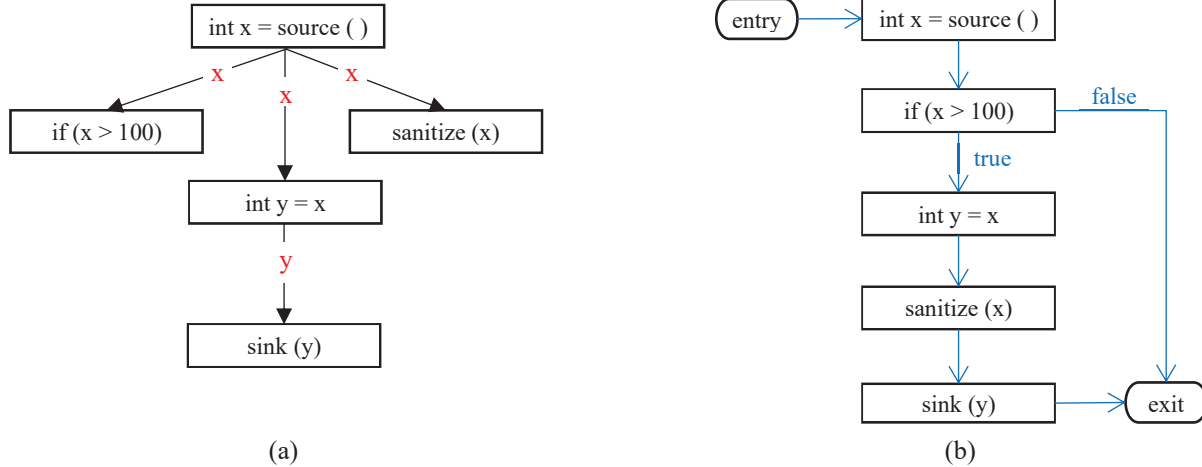 int x = source ( )
x
x
x
if (x > 100)
sanitize (x)
int y = x
y
sink (y)
(a)
entry
int x = source ( )
if (x > 100)
false
true
int y = x
sanitize (x)
sink (y)
exit
(b)